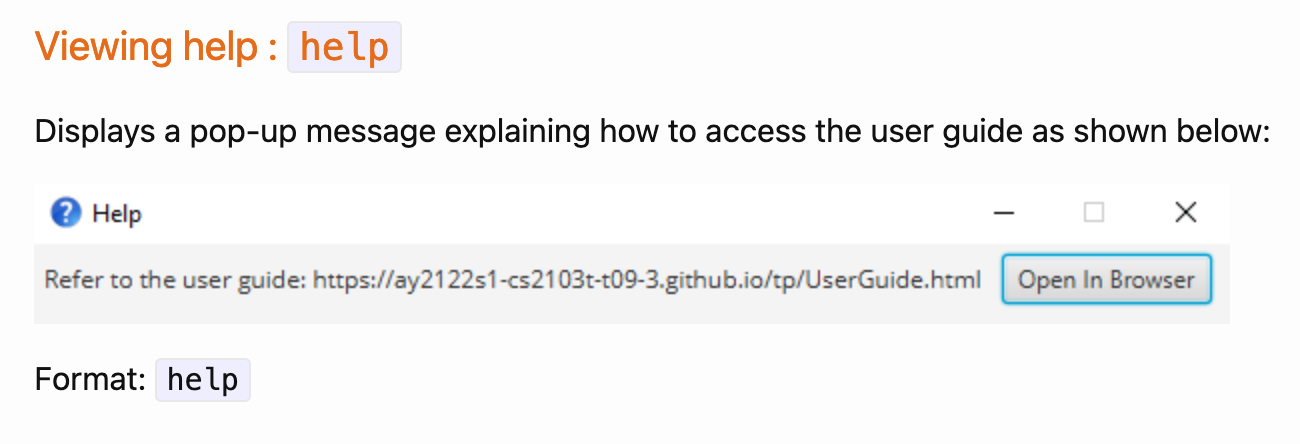 Viewing help : help
Displays a pop-up message explaining how to access the user guide as shown below:
Help
Refer to the user guide: https://ay2122s1-cs2103t-t09-3.github.io/tp/UserGuide.html Open In Browser
Format: help